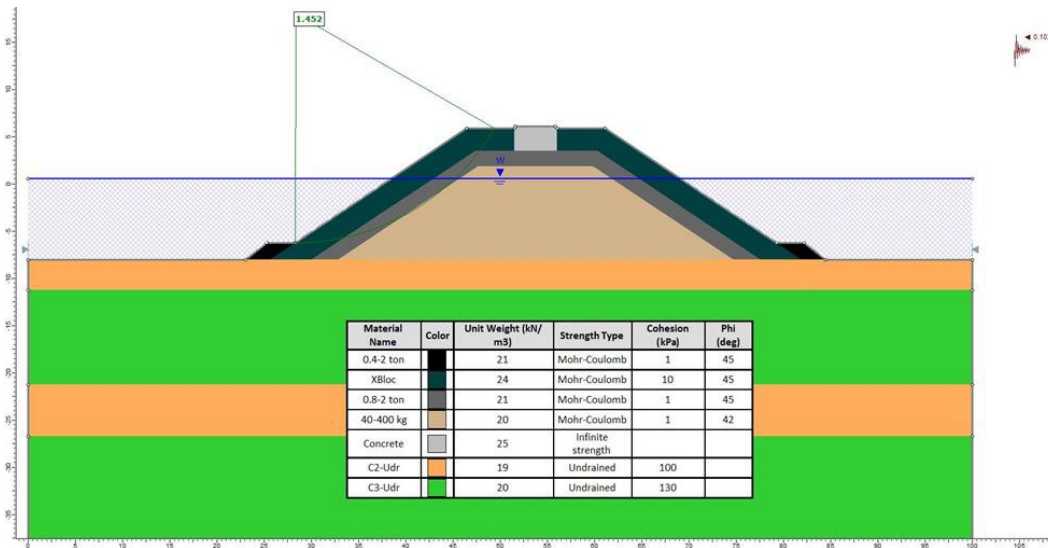 1.452
0.10
15
10
5
0
-5
-10
-15
-20
-25
-30
-35
W
Material Name Color Unit Weight (kN/m3) Strength Type Cohesion (kPa) Phi (deg)
0.4-2 ton 21 Mohr-Coulomb 1 45
XBloc 24 Mohr-Coulomb 10 45
0.8-2 ton 21 Mohr-Coulomb 1 45
40-400 kg 20 Mohr-Coulomb 1 42
Concrete 25 Infinite strength
C2-Udr 19 Undrained 100
C3-Udr 20 Undrained 130
0 5 10 15 20 25 30 35 40 45 50 55 60 65 70 75 80 85 90 95 100 105